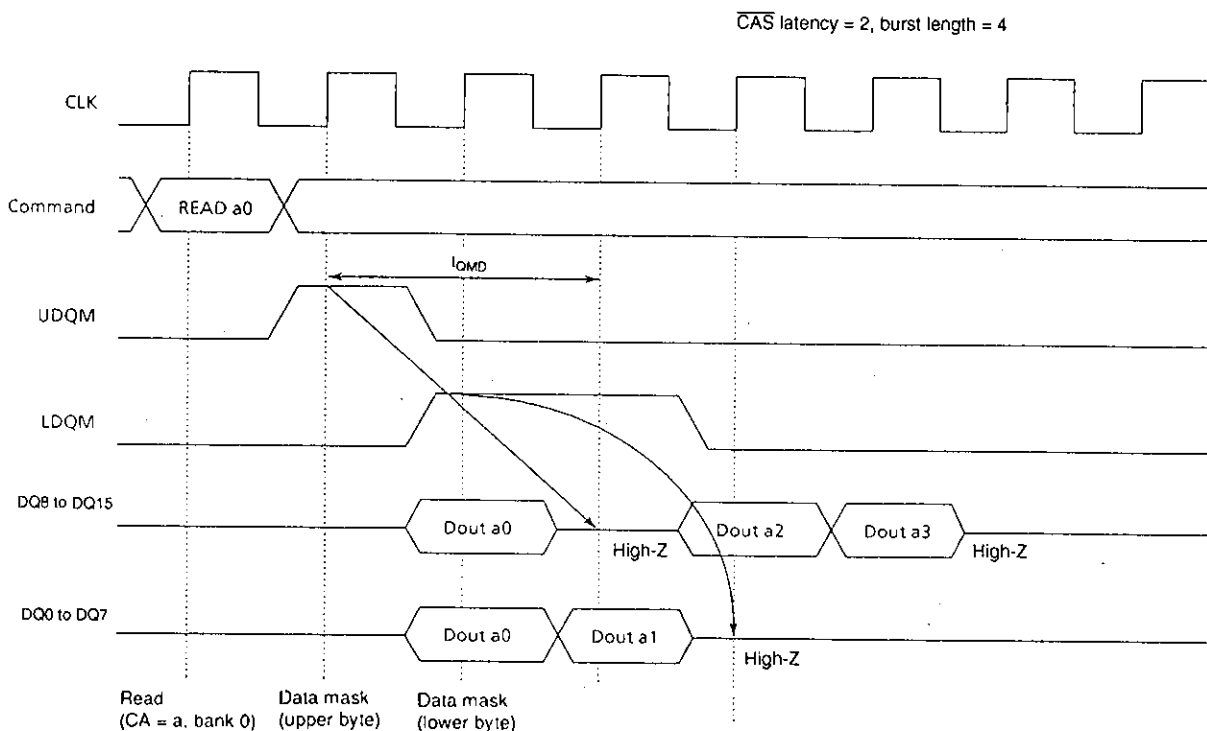 CAS latency = 2, burst length = 4
CLK
Command
READ a0
lQMD
UDQM
LDQM
DQ8 to DQ15
Dout a0
High-Z
Dout a2
Dout a3
High-Z
DQ0 to DQ7
Dout a0
Dout a1
High-Z
Read
(CA = a, bank 0)
Data mask
(upper byte)
Data mask
(lower byte)